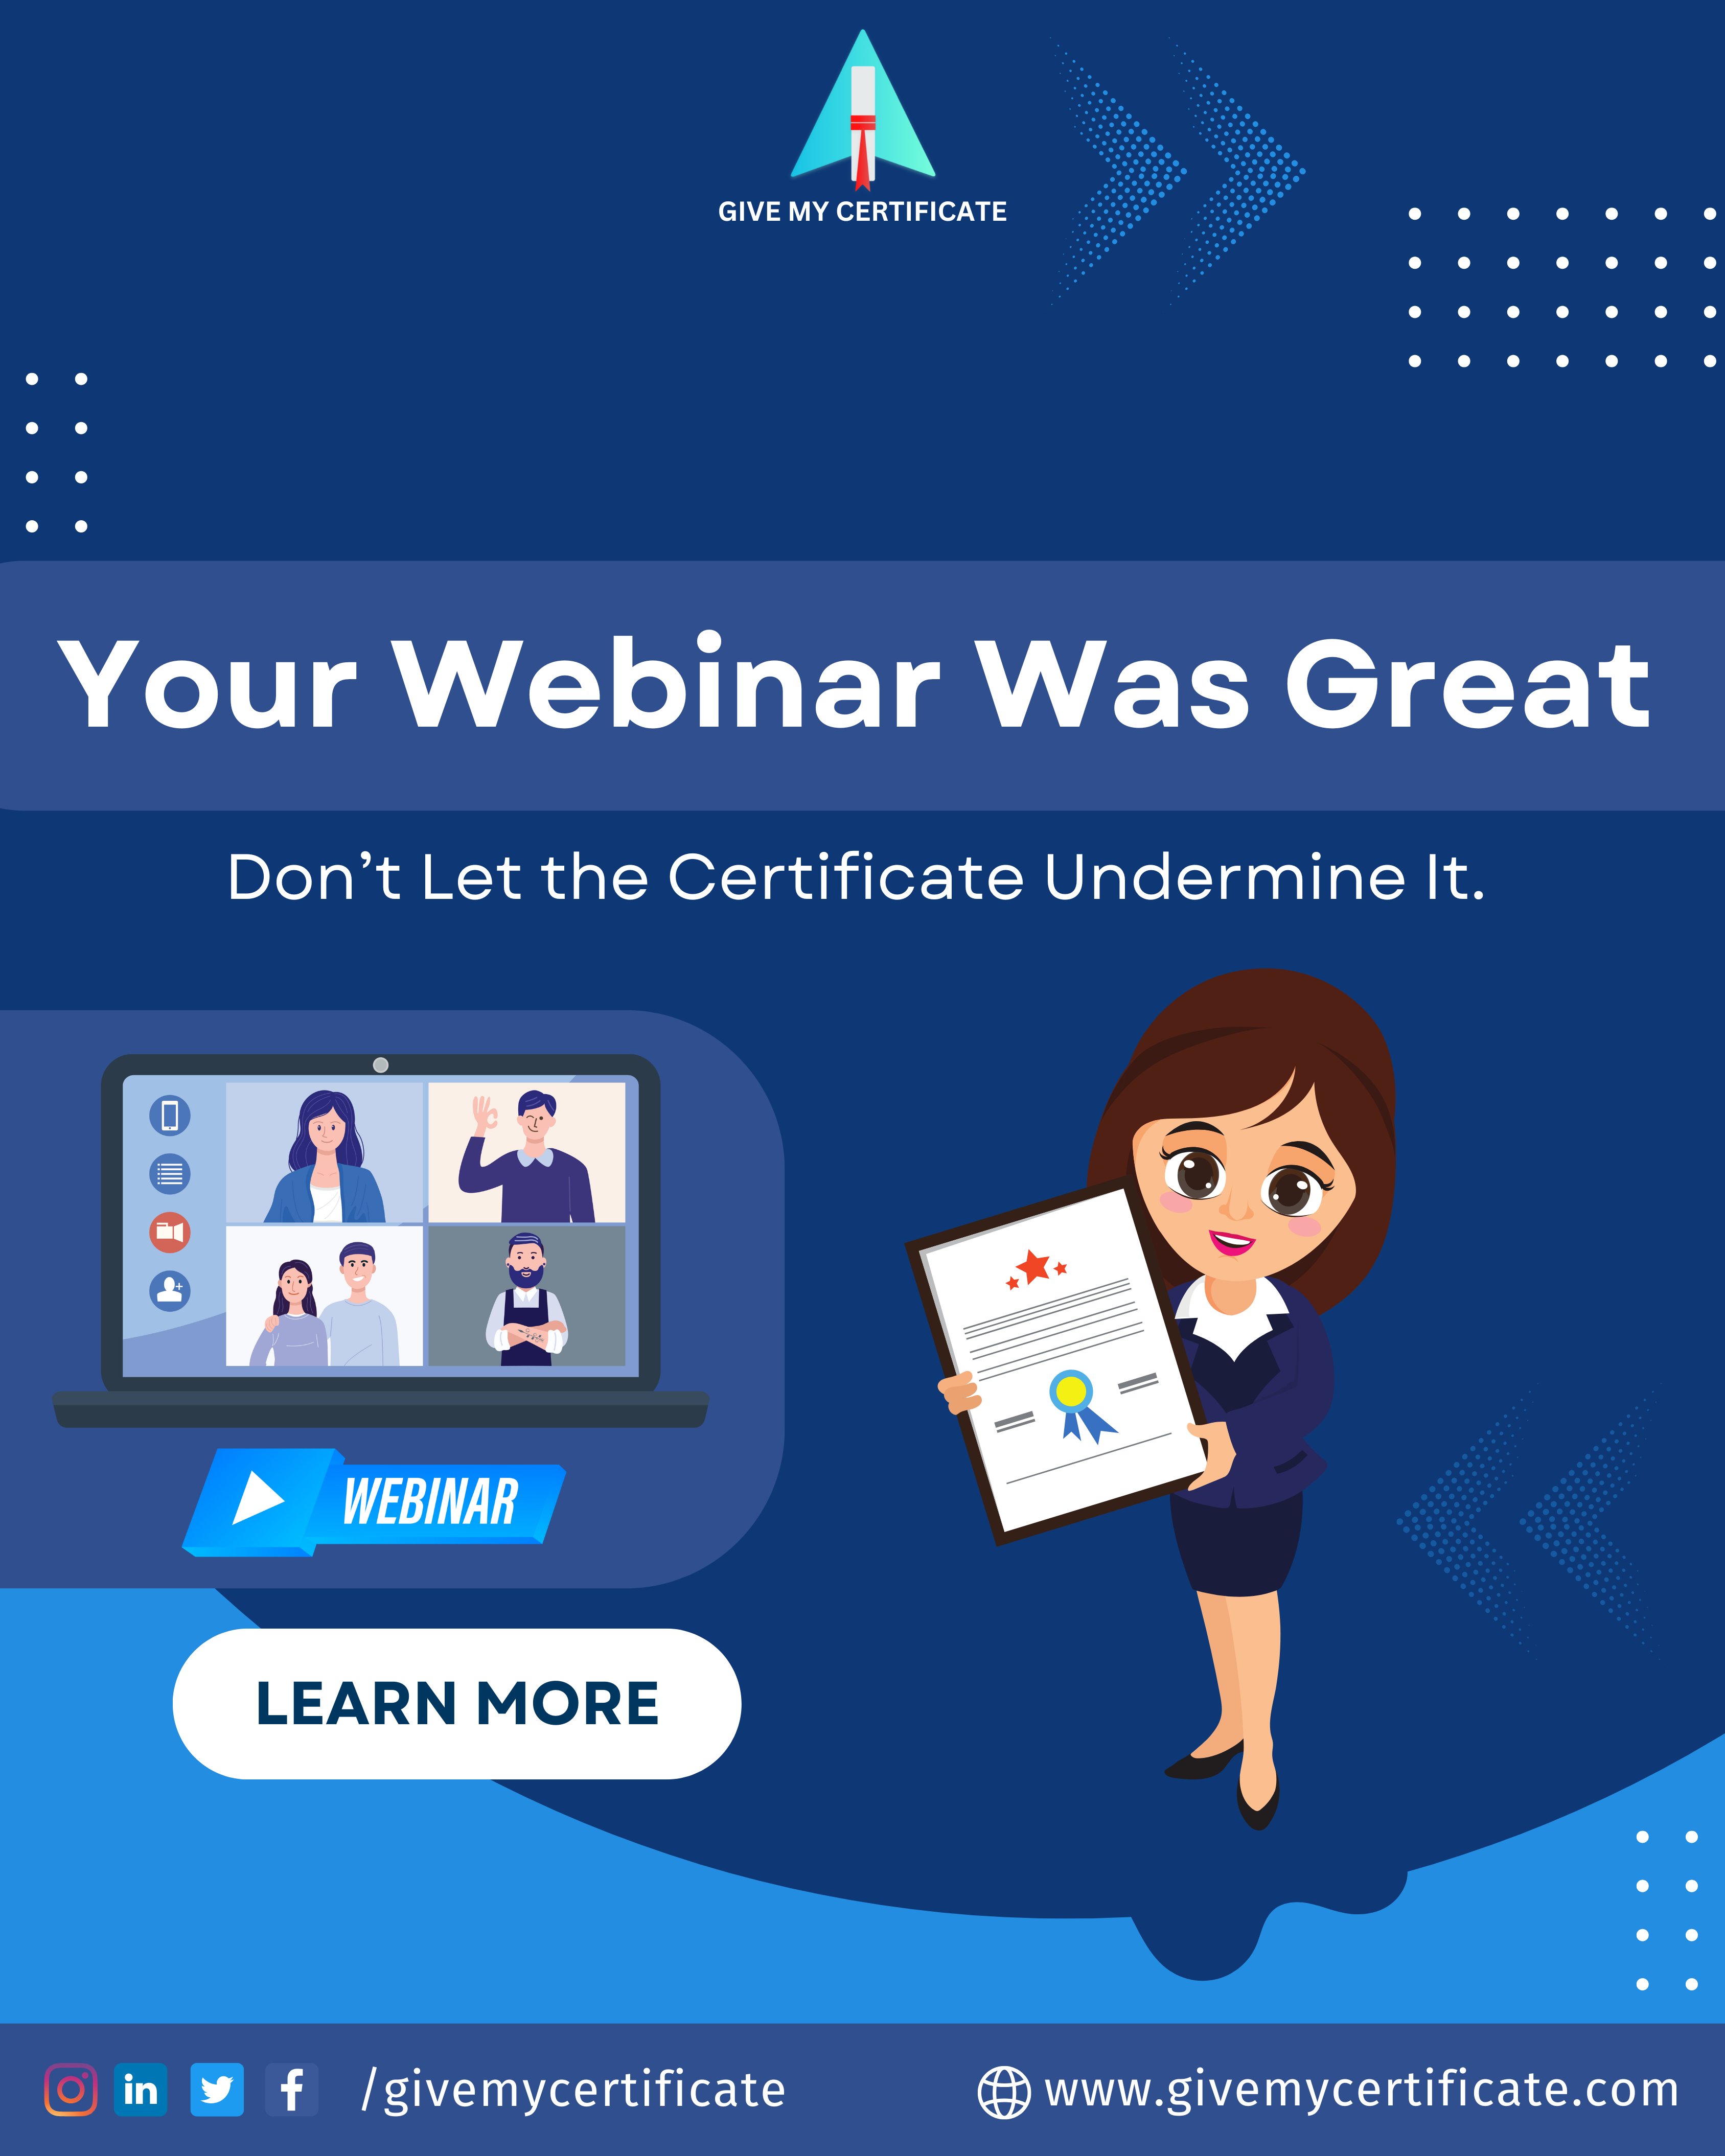 GIVE MY CERTIFICATE
Your Webinar Was Great
Don’t Let the Certificate Undermine It.
WEBINAR
LEARN MORE
in
/givemycertificate
www.givemycertificate.com